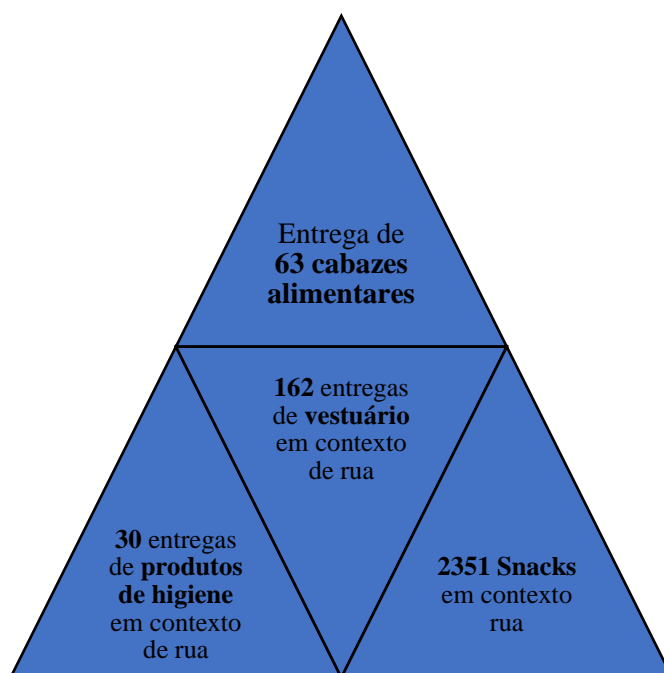 Entrega de
63 cabazes
alimentares
162 entregas
de vestuário
em contexto
de rua
30 entregas
de produtos
de higiene
em contexto
de rua
2351 Snacks
em contexto
rua